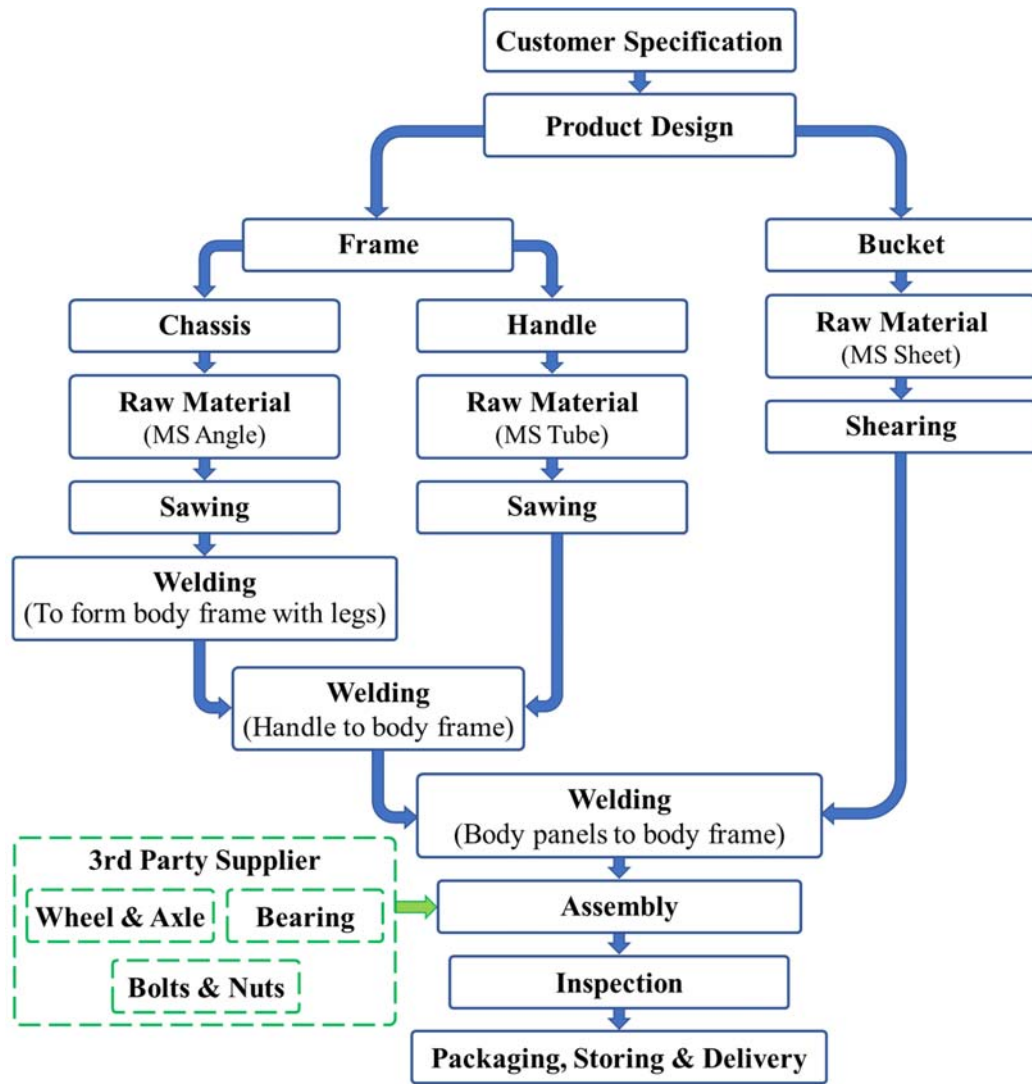 Customer Specification
Product Design
Frame
Bucket
Chassis
Handle
Raw Material
(MS Sheet)
Raw Material
(MS Angle)
Raw Material
(MS Tube)
Shearing
Sawing
Sawing
Welding
(To form body frame with legs)
Welding
(Handle to body frame)
Welding
(Body panels to body frame)
3rd Party Supplier
Wheel & Axle
Bearing
Bolts & Nuts
Assembly
Inspection
Packaging, Storing & Delivery